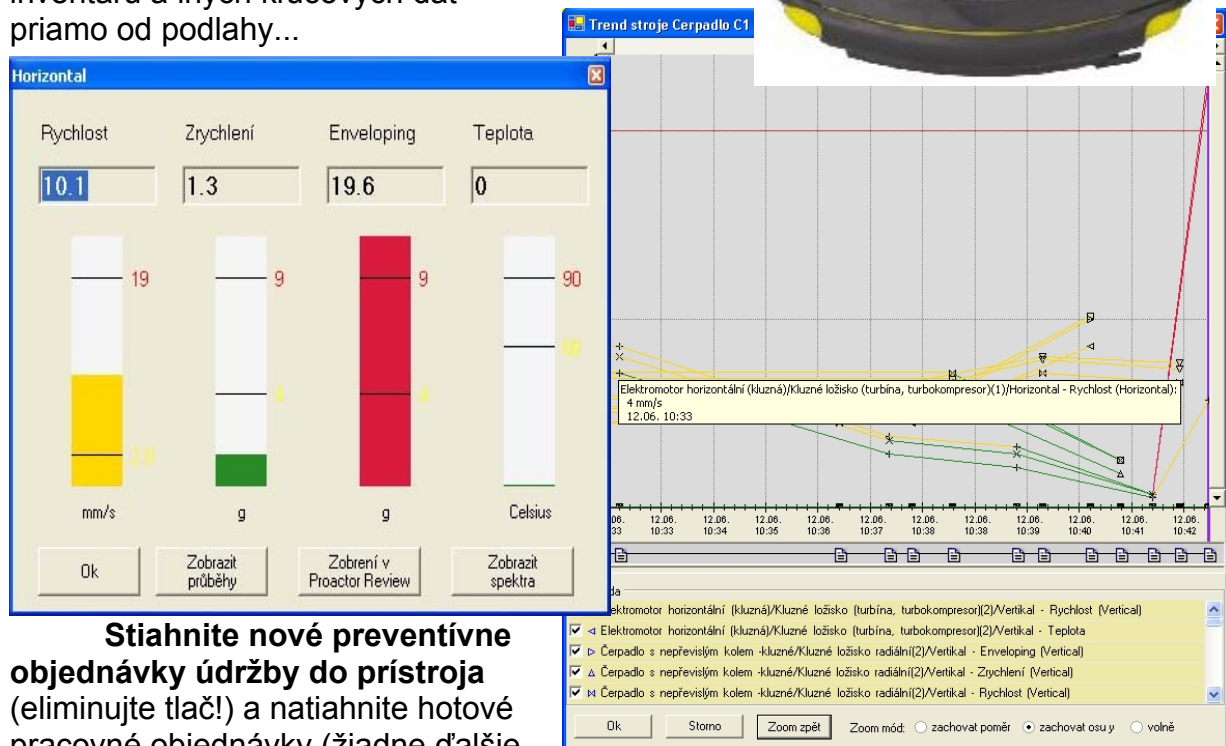 priamo od podlahy...
Horizontal
Rychlost Zrychlení Enveloping Teplota
10.1 1.3 19.6 0
19 9 9 90
4 4
mm/s g g Celsius
Ok
Zobrazit průběhy
Zobrení v Proactor Review
Zobrazit spektra
Stiahnite nové preventívne
objednávky údržby do prístroja
(eliminujte tlač!) a natiahnite hotové
pracovné objednávky (žiadne ďalšie
Trend stroje Cerpadlo C1
Elektromotor horizontální (kluzná)/Kluzné ložisko (turbína, turbokompresor)(1)/Horizontal - Rychlost (Horizontal):
4 mm/s
12.06. 10:33
12.06. 12.06. 12.06. 12.06. 12.06. 12.06. 12.06. 12.06. 12.06. 12.06. 12.06.
10:33 10:34 10:35 10:36 10:37 10:38 10:39 10:40 10:41 10:42
ektromotor horizontální (kluzná)/Kluzné ložisko (turbína, turbokompresor)(2)/Vertikal - Rychlost (Vertical)
Elektromotor horizontální (kluzná)/Kluzné ložisko (turbína, turbokompresor)(2)/Vertikal - Teplota
Čerpadlo s nepřevislým kolem -kluzné/Kluzné ložisko radiální(2)/Vertikal - Enveloping (Vertical)
Čerpadlo s nepřevislým kolem -kluzné/Kluzné ložisko radiální(2)/Vertikal - Zrychlení (Vertical)
Čerpadlo s nepřevislým kolem -kluzné/Kluzné ložisko radiální(2)/Vertikal - Rychlost (Vertical)
Ok Storno Zoom zpět Zoom mód: zachovat poměr zachovat osu y volně